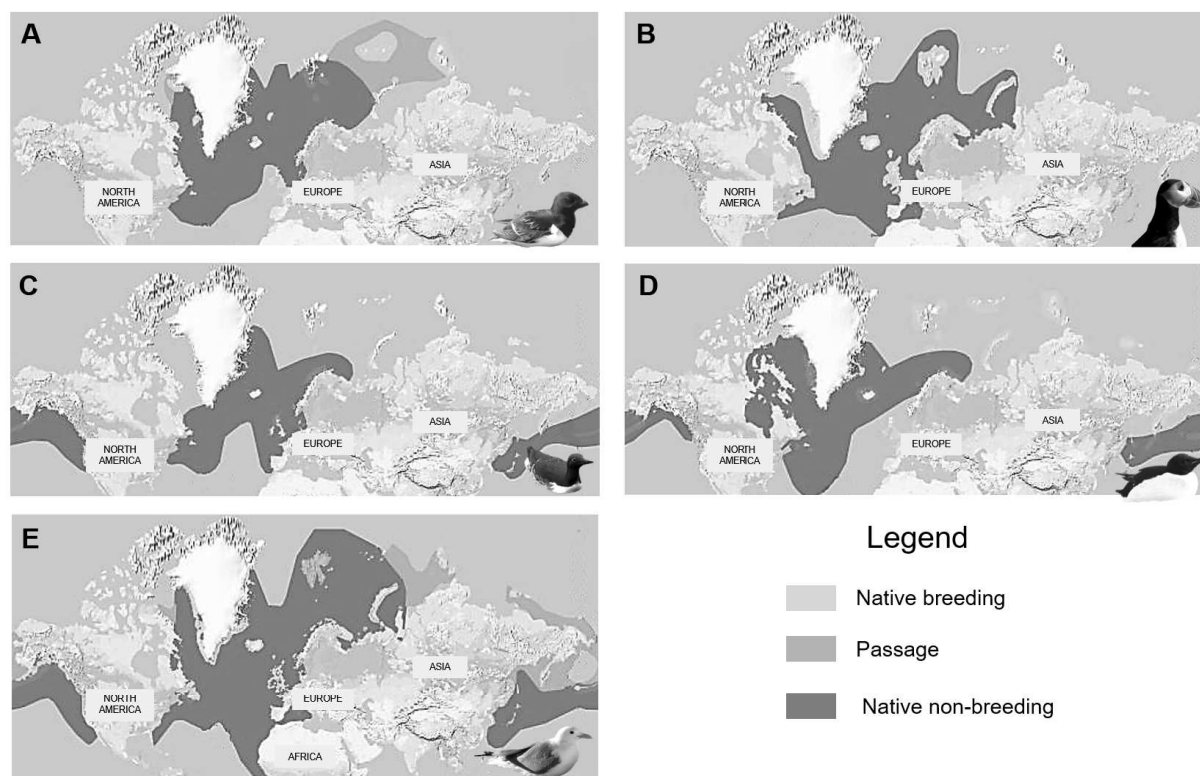 A
NORTH
AMERICA
EUROPE
ASIA
B
NORTH
AMERICA
EUROPE
ASIA
C
NORTH
AMERICA
EUROPE
ASIA
D
NORTH
AMERICA
EUROPE
ASIA
E
NORTH
AMERICA
EUROPE
ASIA
AFRICA
Legend
Native breeding
Passage
Native non-breeding